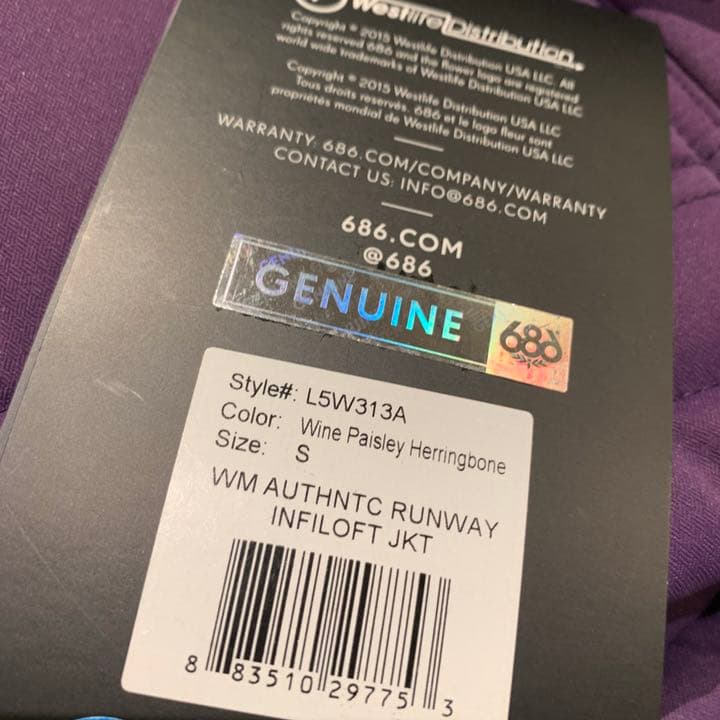 Westlife Distribution.
Copyright © 2015 Westlife Distribution USA LLC. All
rights reserved 686 and the flower logo are registered
world wide trademarks of Westlife Distribution USA LLC
Copyright © 2015 Westlife Distribution USA LLC
Tous droits reservés. 686 et le logo fleur sont
propriétés mondial de Westlife Distribution USA LLC
WARRANTY: 686.COM/COMPANY/WARRANTY
CONTACT US: INFO@686.COM
686.COM
@686
GENUINE 686
Style#: L5W313A
Color: Wine Paisley Herringbone
Size: S
WM AUTHNTC RUNWAY
INFILOFT JKT
8 83510 29775 3